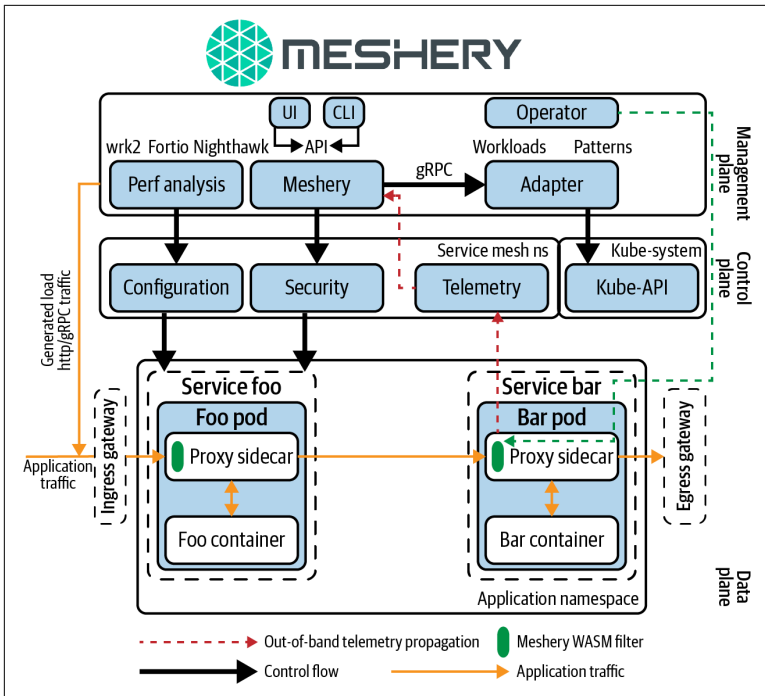 MESHERY
UI
CLI
Operator
wrk2 Fortio Nighthawk
API
Workloads
Patterns
gRPC
Perf analysis
Meshery
Adapter
Management
plane
Service mesh ns
Kube-system
Configuration
Security
Telemetry
Kube-API
Control
plane
Generated load
http/gRPC traffic
Service foo
Service bar
Foo pod
Bar pod
Application
traffic
Ingress gateway
Proxy sidecar
Proxy sidecar
Egress gateway
Foo container
Bar container
Application namespace
Data
plane
Out-of-band telemetry propagation
Meshery WASM filter
Control flow
Application traffic